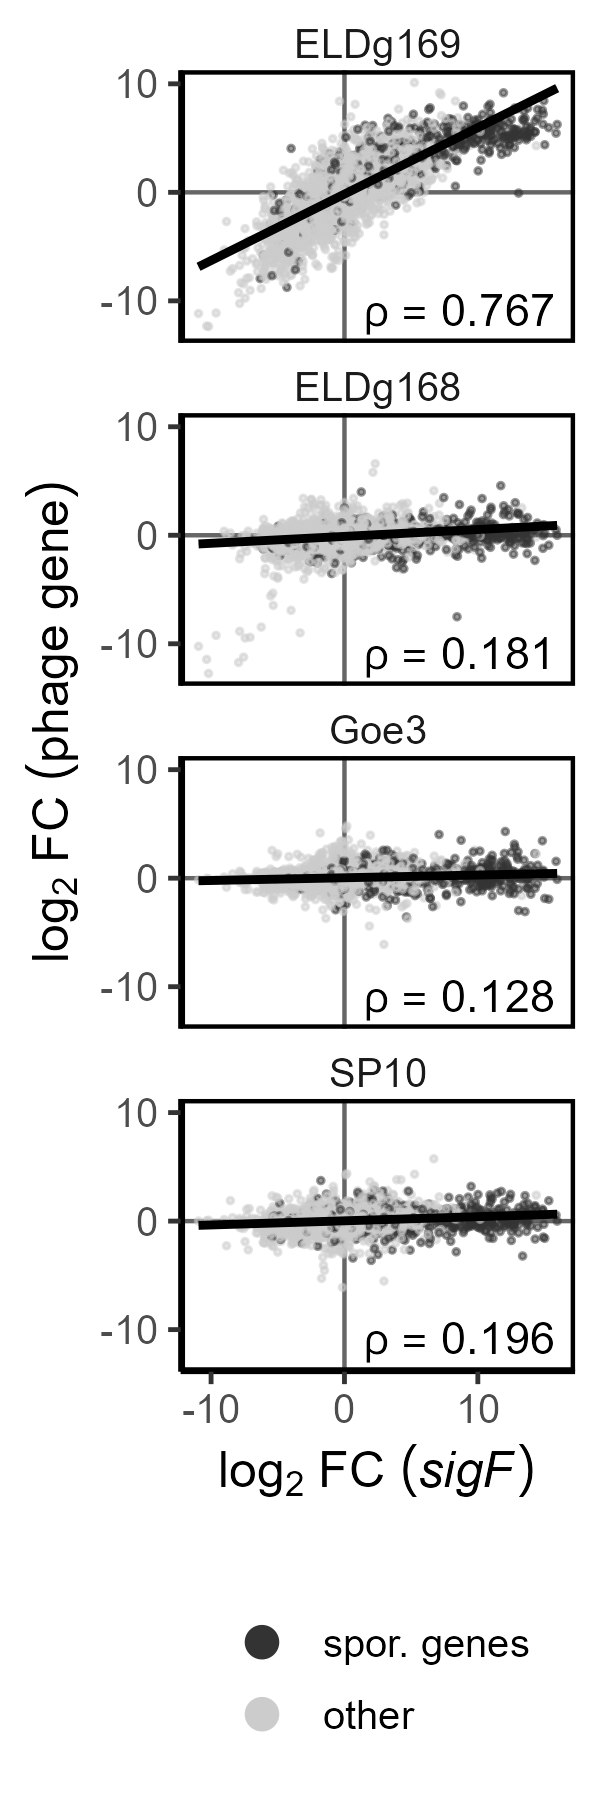 ELDg169
10
0
-10
ρ = 0.767
ELDg168
10
0
-10
ρ = 0.181
log₂ FC (phage gene)
Goe3
10
0
-10
ρ = 0.128
SP10
10
0
-10
ρ = 0.196
-10 0 10
log₂ FC (sigF)
spor. genes
other